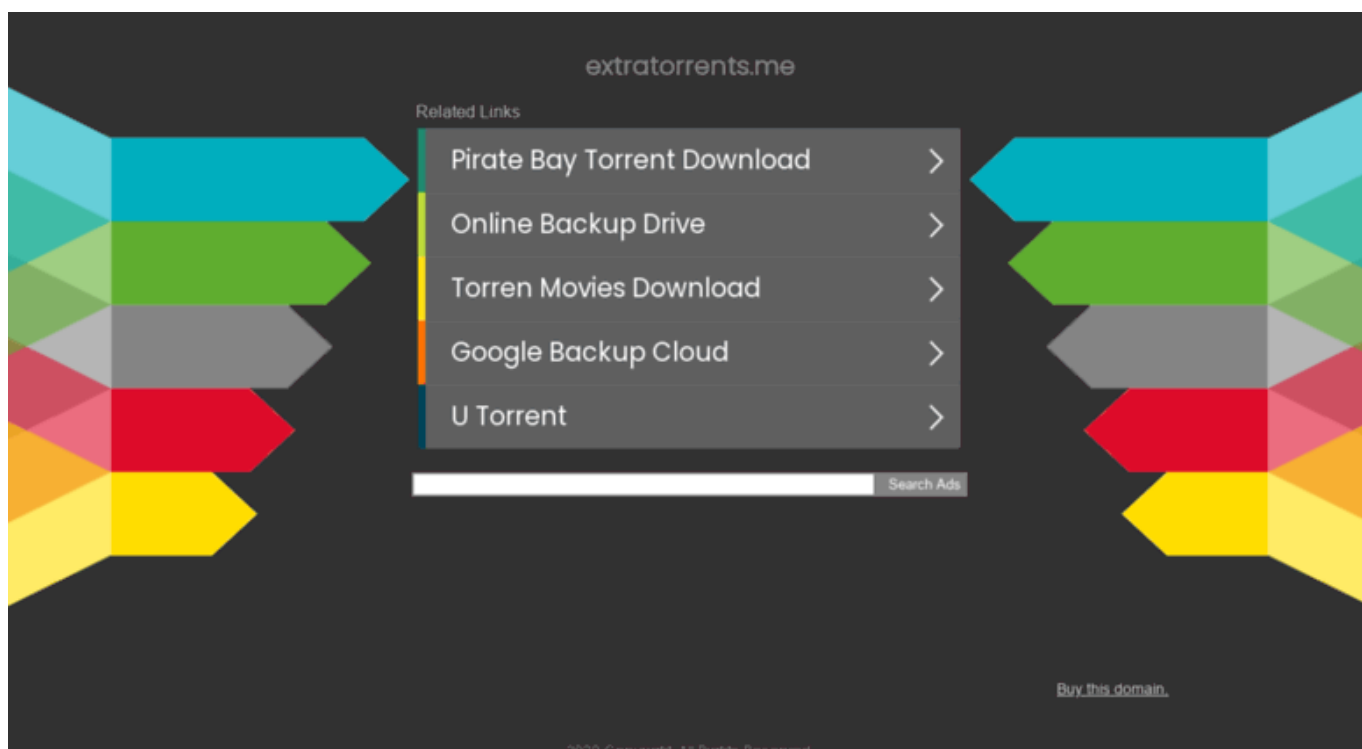 extratorrents.me
Related Links
Pirate Bay Torrent Download
Online Backup Drive
Torren Movies Download
Google Backup Cloud
U Torrent
Search Ads
Buy this domain.